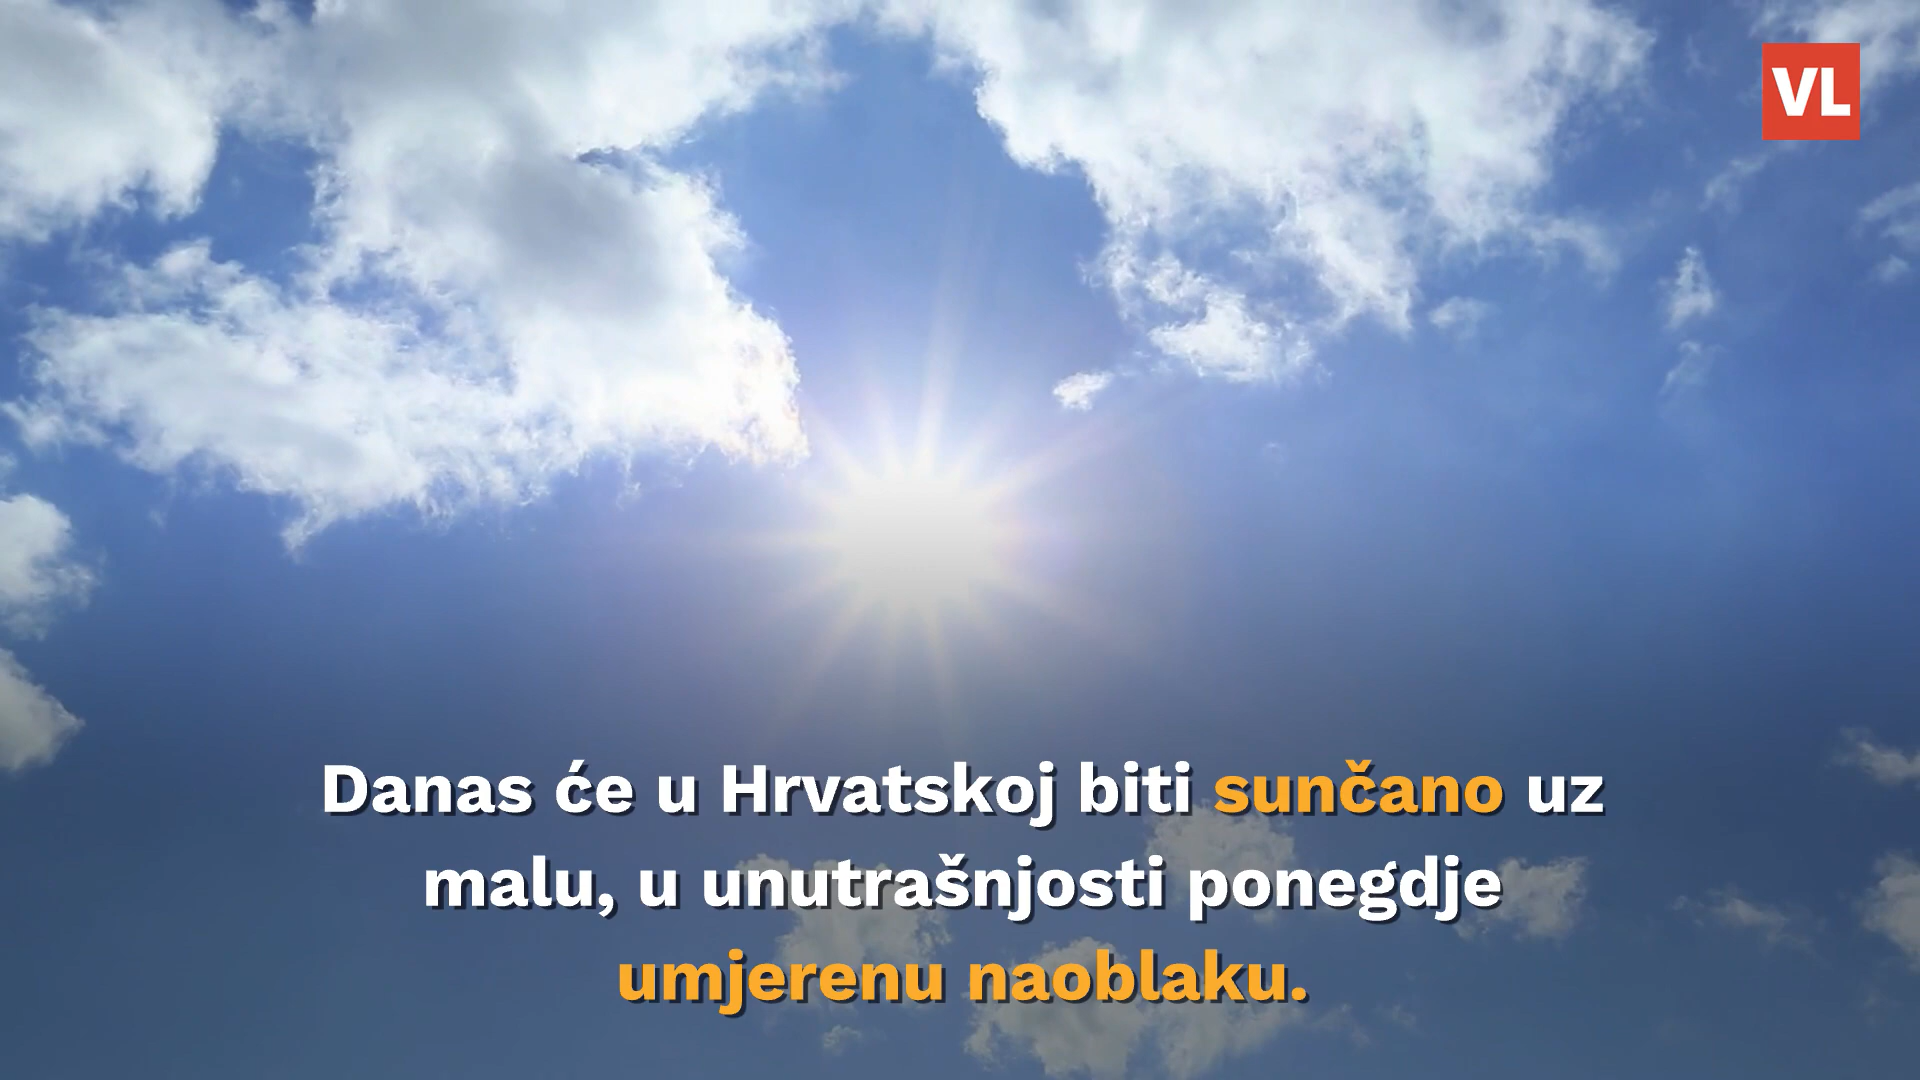 VL
Danas će u Hrvatskoj biti sunčano uz
malu, u unutrašnjosti ponegdje
umjerenu naoblaku.